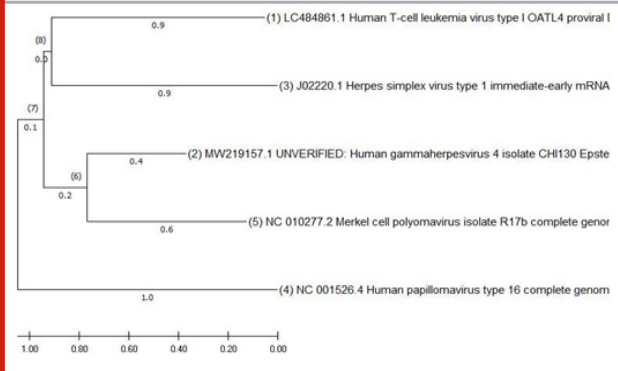 (1) LC484861.1 Human T-cell leukemia virus type I OATL4 proviral
0.9
(8)
0.0
(3) J02220.1 Herpes simplex virus type 1 immediate-early mRNA
0.9
(7)
0.1
(2) MW219157.1 UNVERIFIED: Human gammaherpesvirus 4 isolate CHI130 Epste
0.4
(6)
0.2
(5) NC 010277.2 Merkel cell polyomavirus isolate R17b complete genor
0.6
(4) NC 001526.4 Human papillomavirus type 16 complete genom
1.0
1.00 0.80 0.60 0.40 0.20 0.00